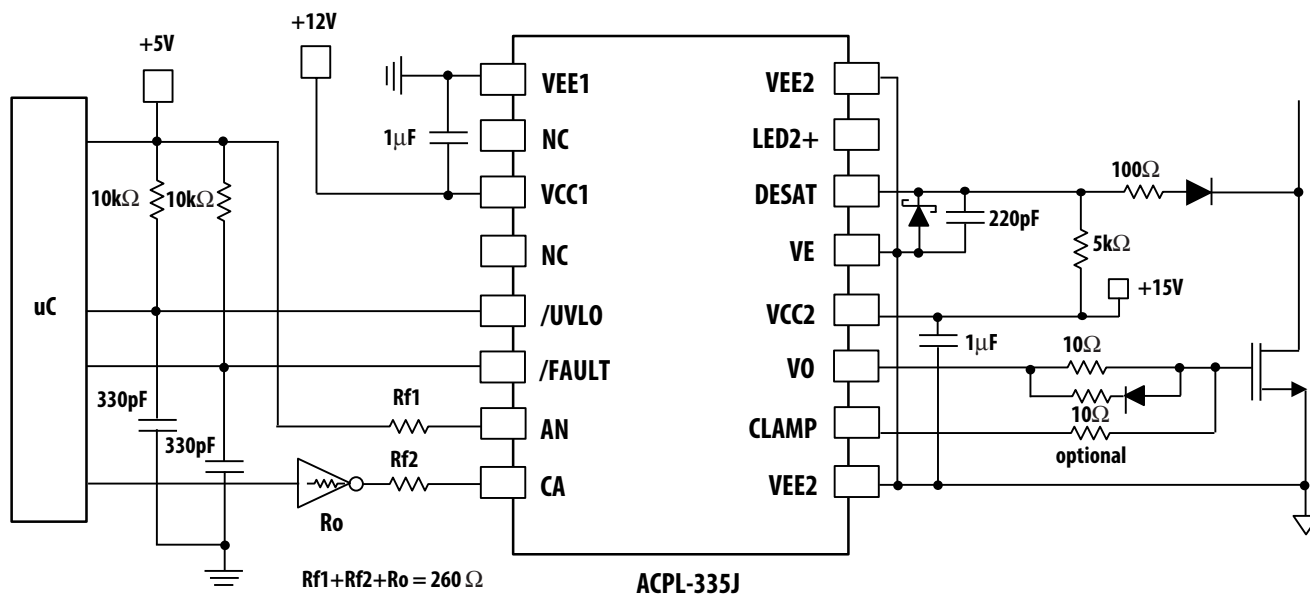 +12V
+5V
VEE1
VEE2
1μF
NC
LED2+
100Ω
10kΩ
10kΩ
VCC1
DESAT
220pF
NC
VE
5kΩ
+15V
uC
/UVLO
VCC2
1μF
10Ω
/FAULT
VO
330pF
Rf1
10Ω
330pF
AN
CLAMP
optional
Rf2
CA
VEE2
Ro
Rf1+Rf2+Ro = 260 Ω
ACPL-335J